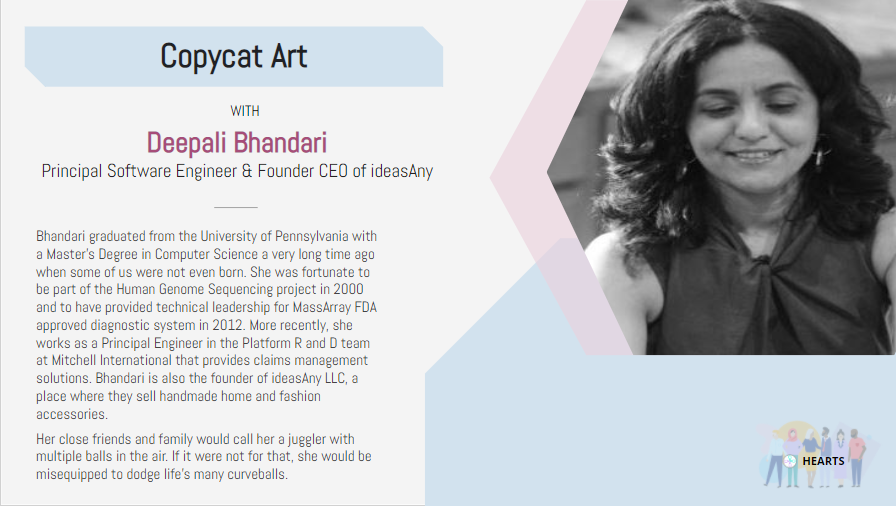 Copycat Art
WITH
Deepali Bhandari
Principal Software Engineer & Founder CEO of ideasAny
Bhandari graduated from the University of Pennsylvania with
a Master's Degree in Computer Science a very long time ago
when some of us were not even born. She was fortunate to
be part of the Human Genome Sequencing project in 2000
and to have provided technical leadership for MassArray FDA
approved diagnostic system in 2012. More recently, she
works as a Principal Engineer in the Platform R and D team
at Mitchell International that provides claims management
solutions. Bhandari is also the founder of ideasAny LLC, a
place where they sell handmade home and fashion
accessories.
Her close friends and family would call her a juggler with
multiple balls in the air. If it were not for that, she would be
misequipped to dodge life's many curveballs.
HEARTS